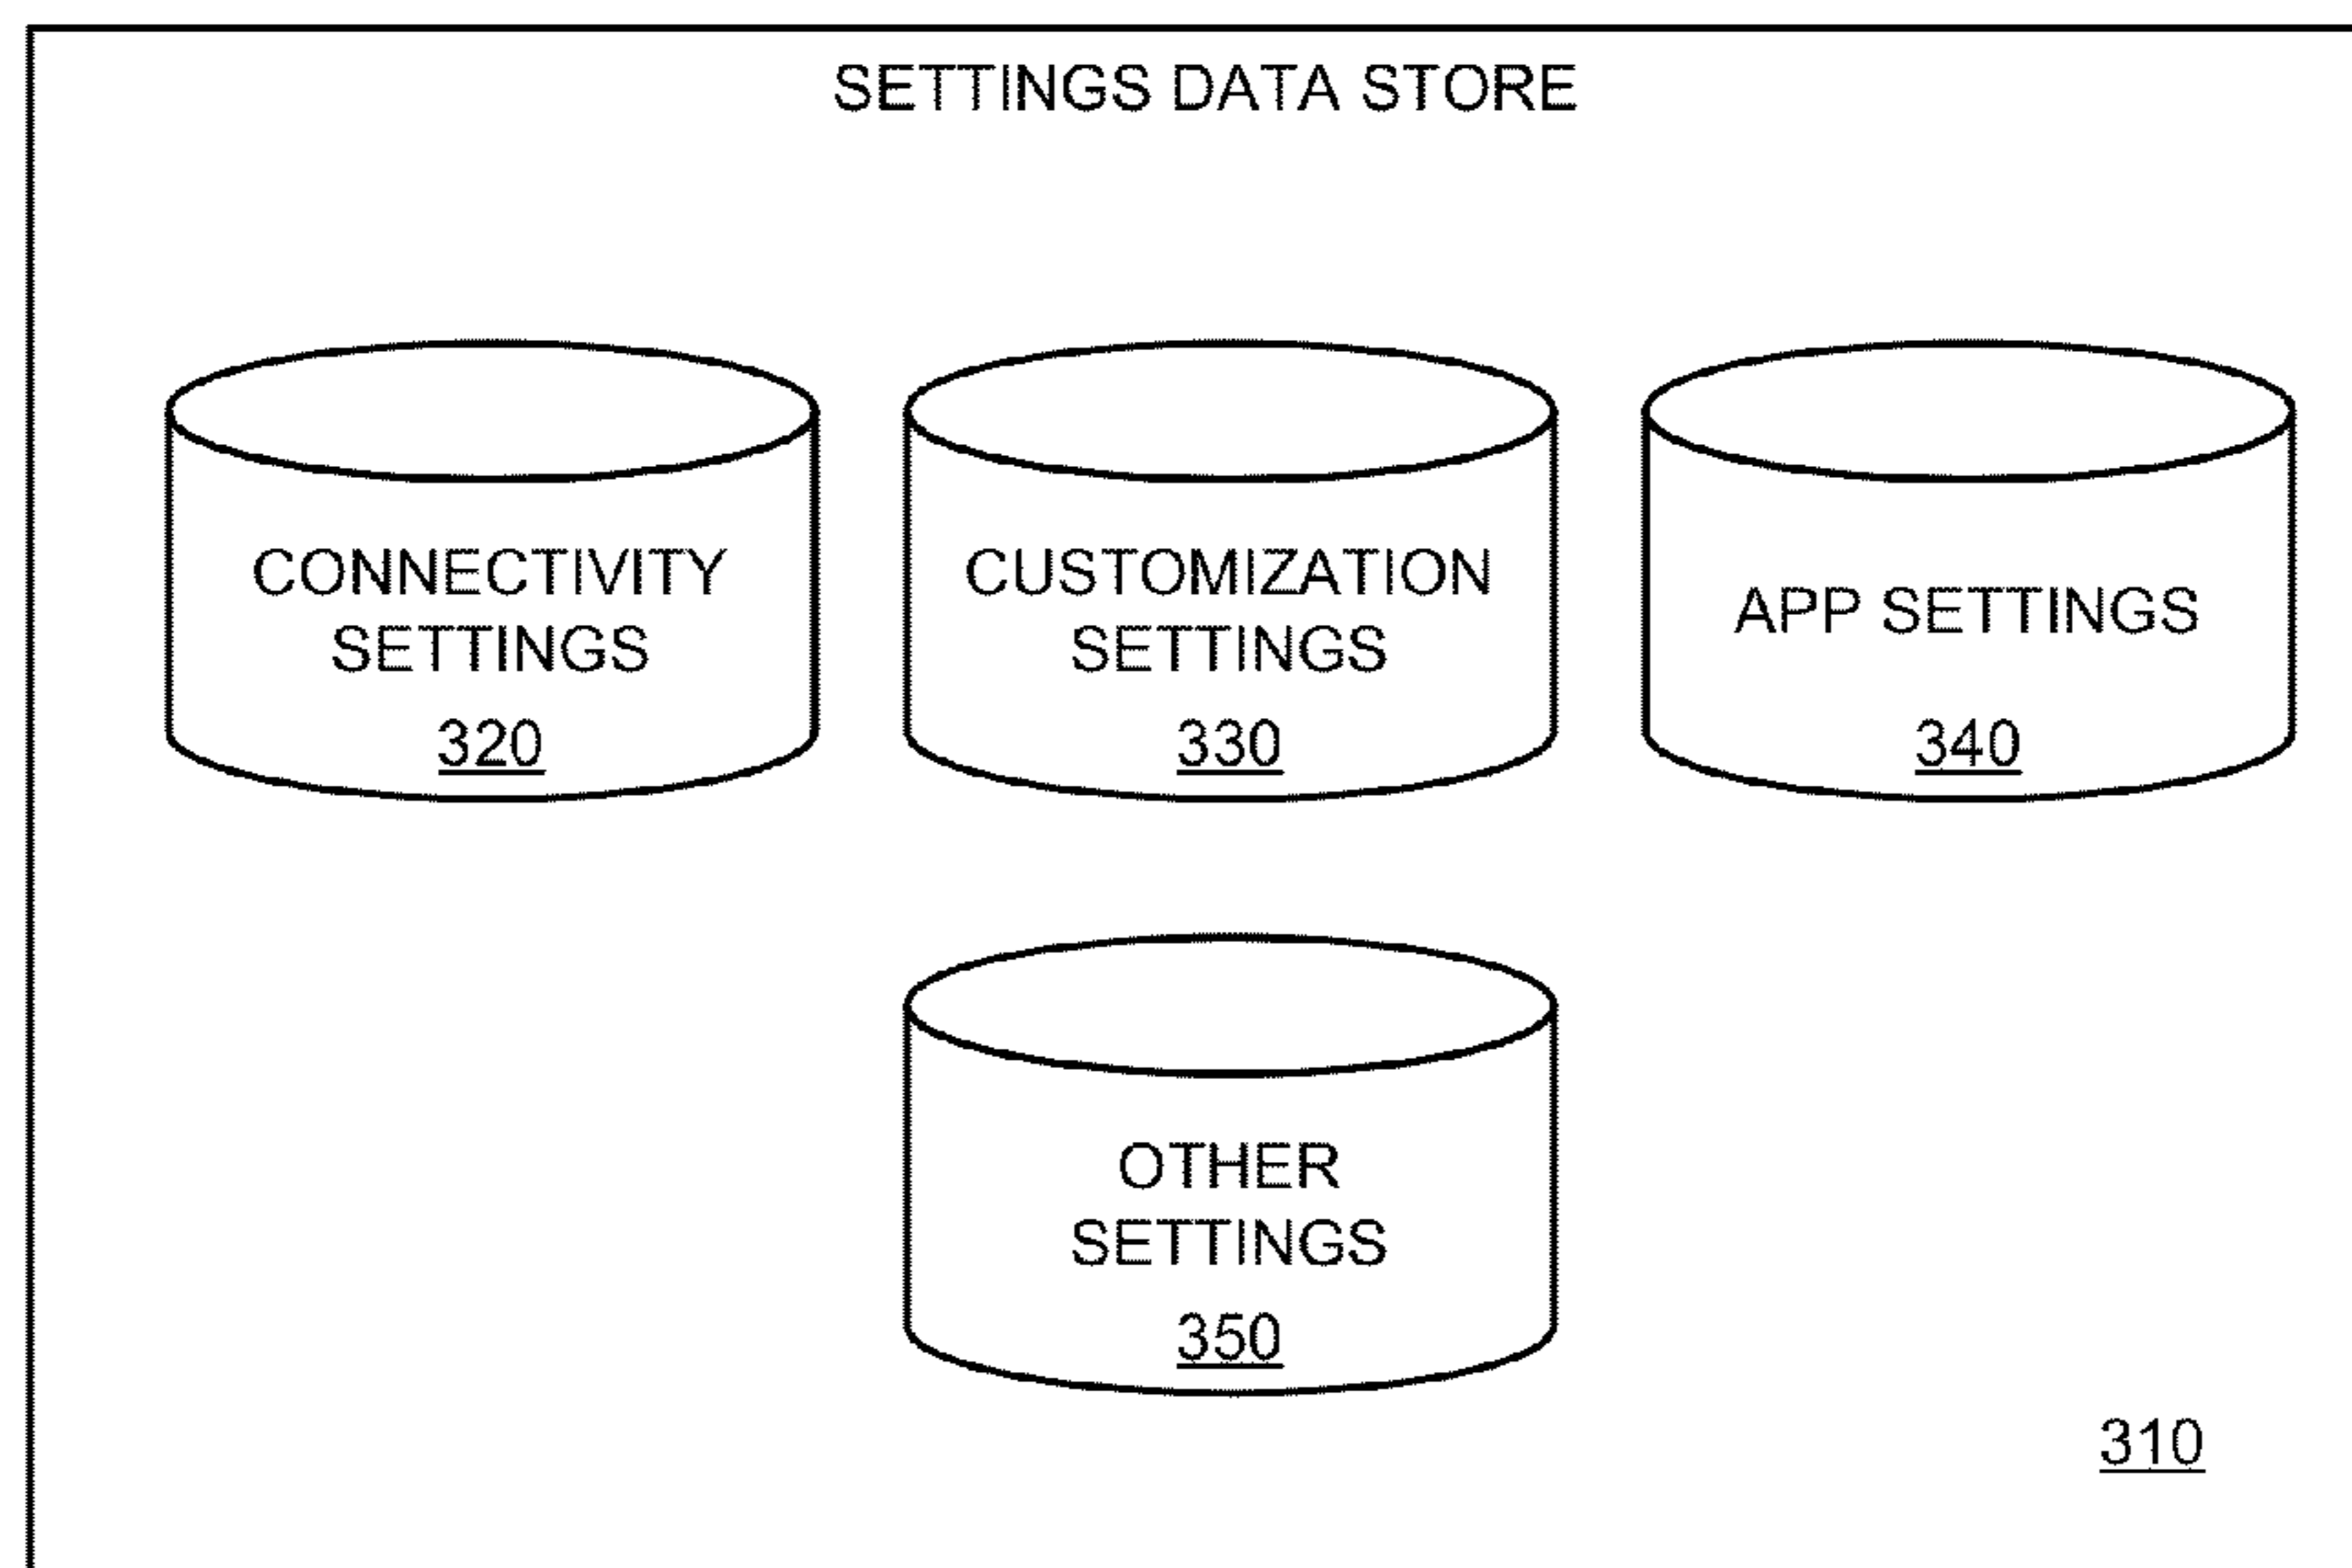 SETTINGS DATA STORE
CONNECTIVITY
SETTINGS
320
CUSTOMIZATION
SETTINGS
330
APP SETTINGS
340
OTHER
SETTINGS
350
310